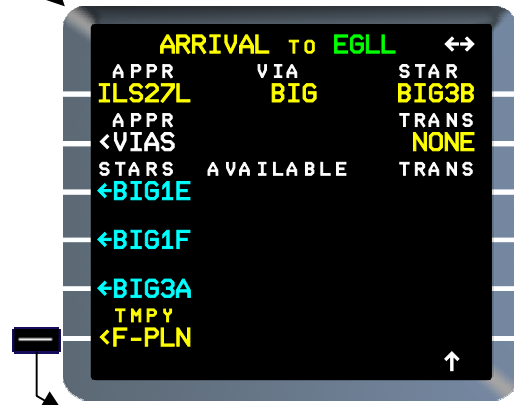 ARRIVAL TO EGLL ↔
APPR VIA STAR
ILS27L BIG BIG3B
APPR TRANS
<VIAS NONE
STARS AVAILABLE TRANS
←BIG1E
←BIG1F
←BIG3A
TMPY
<F-PLN
↑